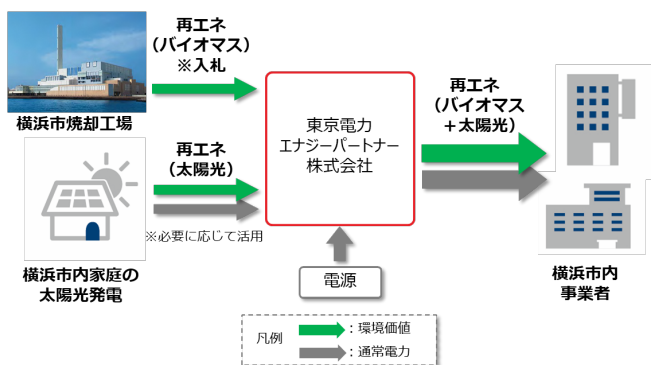 再エネ
（バイオマス）
※入札
横浜市焼却工場
再エネ
（太陽光）
※必要に応じて活用
横浜市内家庭の
太陽光発電
東京電力
エナジーパートナー
株式会社
電源
再エネ
（バイオマス
＋太陽光）
横浜市内
事業者
凡例
：環境価値
：通常電力